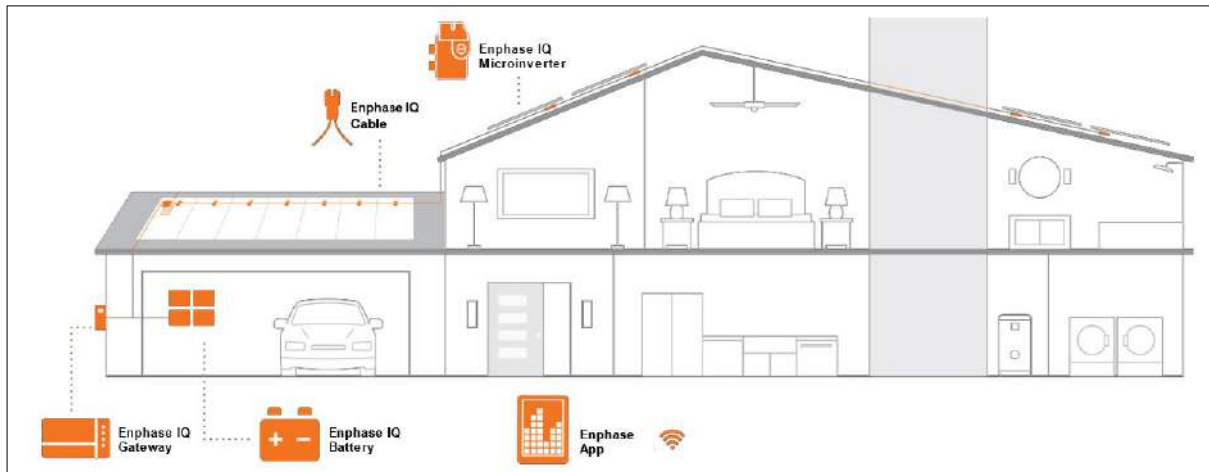 Enphase IQ
Microinverter
Enphase IQ
Cable
Enphase IQ
Gateway
Enphase IQ
Battery
Enphase
App